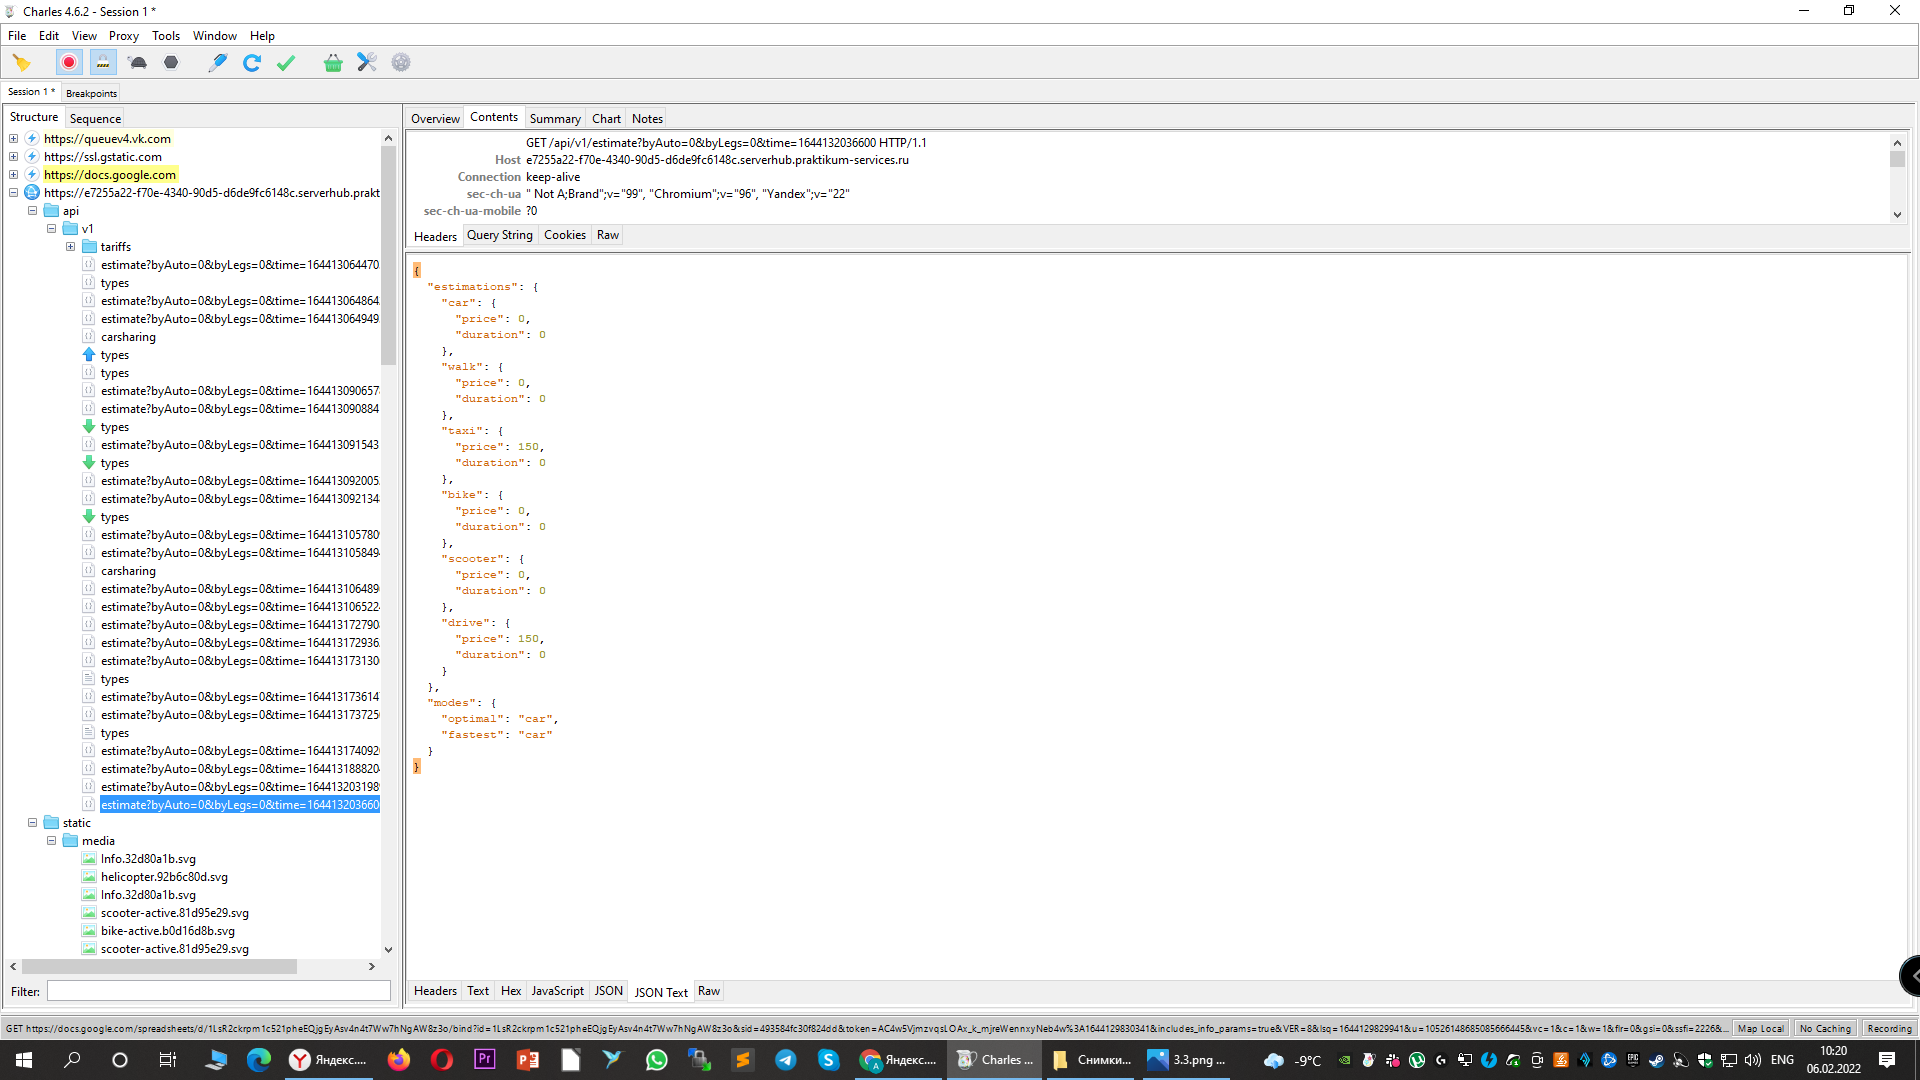 Charles 4.6.2 - Session 1 *
File Edit View Proxy Tools Window Help
Session 1 * Breakpoints
Structure Sequence
https://queuev4.vk.com
https://ssl.gstatic.com
https://docs.google.com
https://e7255a22-f70e-4340-90d5-d6de9fc6148c.serverhub.prakt
api
v1
tariffs
estimate?byAuto=0&byLegs=0&time=164413064470
types
estimate?byAuto=0&byLegs=0&time=164413064864
estimate?byAuto=0&byLegs=0&time=164413064949
carsharing
types
types
estimate?byAuto=0&byLegs=0&time=164413090657
estimate?byAuto=0&byLegs=0&time=164413090884
types
estimate?byAuto=0&byLegs=0&time=164413091543
types
estimate?byAuto=0&byLegs=0&time=164413092005
estimate?byAuto=0&byLegs=0&time=164413092134
types
estimate?byAuto=0&byLegs=0&time=164413105780
estimate?byAuto=0&byLegs=0&time=164413105849
carsharing
estimate?byAuto=0&byLegs=0&time=164413106489
estimate?byAuto=0&byLegs=0&time=164413106522
estimate?byAuto=0&byLegs=0&time=164413172790
estimate?byAuto=0&byLegs=0&time=164413172936
estimate?byAuto=0&byLegs=0&time=164413173130
types
estimate?byAuto=0&byLegs=0&time=164413173614
estimate?byAuto=0&byLegs=0&time=164413173725
types
estimate?byAuto=0&byLegs=0&time=164413174092
estimate?byAuto=0&byLegs=0&time=164413188820
estimate?byAuto=0&byLegs=0&time=164413203198
estimate?byAuto=0&byLegs=0&time=164413203660
static
media
Info.32d80a1b.svg
helicopter.92b6c80d.svg
Info.32d80a1b.svg
scooter-active.81d95e29.svg
bike-active.b0d16d8b.svg
scooter-active.81d95e29.svg
Filter:
Overview Contents Summary Chart Notes
GET /api/v1/estimate?byAuto=0&byLegs=0&time=1644132036600 HTTP/1.1
Host e7255a22-f70e-4340-90d5-d6de9fc6148c.serverhub.praktikum-services.ru
Connection keep-alive
sec-ch-ua " Not A;Brand";v="99", "Chromium";v="96", "Yandex";v="22"
sec-ch-ua-mobile ?0
Headers Query String Cookies Raw
{
"estimations": {
"car": {
"price": 0,
"duration": 0
},
"walk": {
"price": 0,
"duration": 0
},
"taxi": {
"price": 150,
"duration": 0
},
"bike": {
"price": 0,
"duration": 0
},
"scooter": {
"price": 0,
"duration": 0
},
"drive": {
"price": 150,
"duration": 0
}
},
"modes": {
"optimal": "car",
"fastest": "car"
}
}
Headers Text Hex JavaScript JSON JSON Text Raw
GET https://docs.google.com/spreadsheets/d/1LsR2ckrpm1c521pheEQjgEyAsv4n4t7Ww7hNgAW8z3o/bind?id=1LsR2ckrpm1c521pheEQjgEyAsv4n4t7Ww7hNgAW8z3o&sid=493584fc30f824dd&token=AC4w5VjmzvqsLOAx_k_mjreWennxyNeb4w%3A1644129830341&includes_info_params=true&VER=8&lsq=1644129829941&u=10526148685085666445&vc=1&c=1&w=1&flr=0&gsi=0&ssfi=2226&... Map Local No Caching Recording
Яндекс.... Яндекс.... Charles ... Снимки... 3.3.png ... -9°C ENG 10:20
06.02.2022